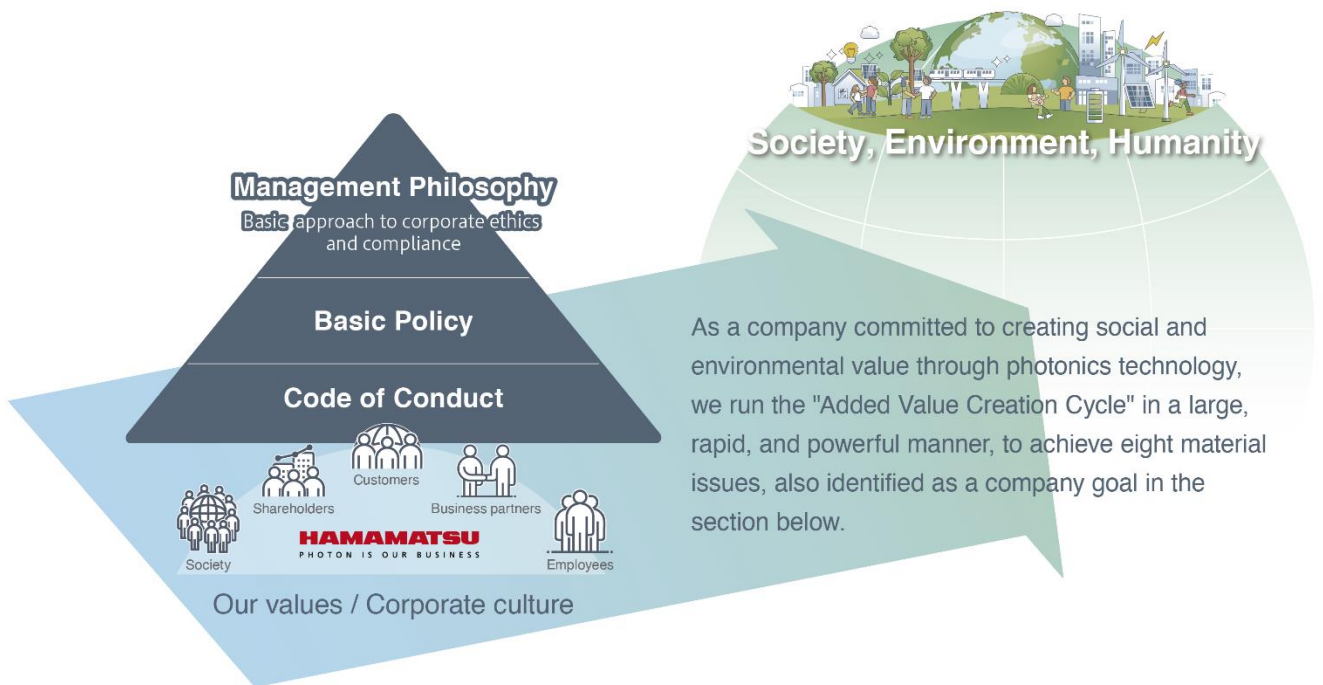 Society, Environment, Humanity
Management Philosophy
Basic approach to corporate ethics
and compliance
Basic Policy
Code of Conduct
Customers
Shareholders
Business partners
Society
Employees
HAMAMATSU
PHOTON IS OUR BUSINESS
Our values / Corporate culture
As a company committed to creating social and
environmental value through photonics technology,
we run the "Added Value Creation Cycle" in a large,
rapid, and powerful manner, to achieve eight material
issues, also identified as a company goal in the
section below.